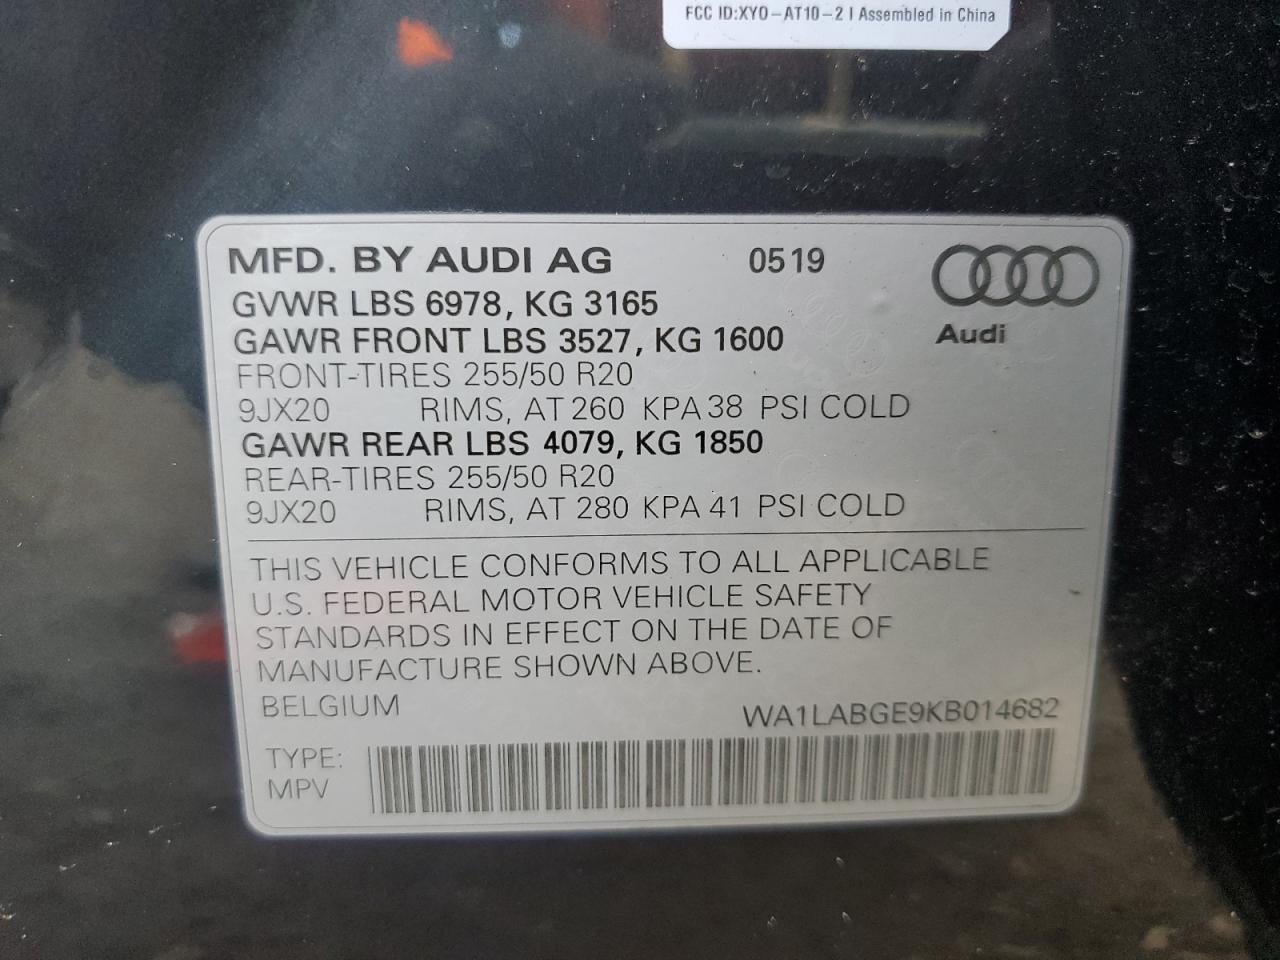 FCC ID:XYO-AT10-2 I Assembled in China
MFD. BY AUDI AG 0519
GVWR LBS 6978, KG 3165
Audi
GAWR FRONT LBS 3527, KG 1600
FRONT-TIRES 255/50 R20
9JX20 RIMS, AT 260 KPA 38 PSI COLD
GAWR REAR LBS 4079, KG 1850
REAR-TIRES 255/50 R20
9JX20 RIMS, AT 280 KPA 41 PSI COLD
THIS VEHICLE CONFORMS TO ALL APPLICABLE
U.S. FEDERAL MOTOR VEHICLE SAFETY
STANDARDS IN EFFECT ON THE DATE OF
MANUFACTURE SHOWN ABOVE.
BELGIUM WA1LABGE9KB014682
TYPE:
MPV